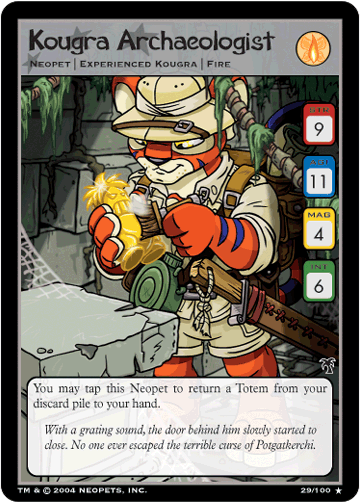 Kougra Archaeologist
Neopet | Experienced Kougra | Fire
STR
9
AGI
11
MAG
4
INT
6
You may tap this Neopet to return a Totem from your
discard pile to your hand.
With a grating sound, the door behind him slowly started to
close. No one ever escaped the terrible curse of Potgatkerchi.
TM & © 2004 NEOPETS, INC.
29/100 ★